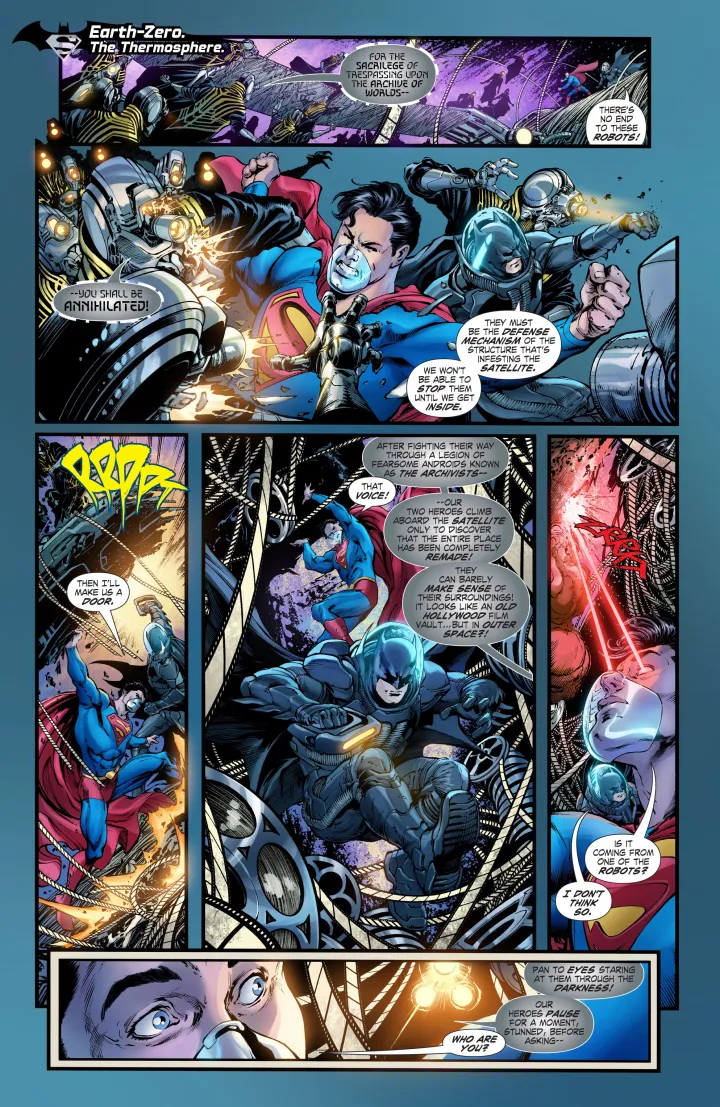 Earth-Zero.
The Thermosphere.
FOR THE
SACRILEGE OF
TRESPASSING UPON
THE ARCHIVE OF
WORLDS--
THERE'S
NO END
TO THESE
ROBOTS!
--YOU SHALL BE
ANNIHILATED!
THEY MUST
BE THE DEFENSE
MECHANISM OF THE
STRUCTURE THAT'S
INFESTING THE
SATELLITE.
WE WON'T
BE ABLE TO
STOP THEM
UNTIL WE GET
INSIDE.
THEN I'LL
MAKE US A
DOOR.
AFTER FIGHTING THEIR WAY
THROUGH A LEGION OF
FEARSOME ANDROIDS KNOWN
AS THE ARCHIVISTS--
THAT
VOICE!
--OUR
TWO HEROES CLIMB
ABOARD THE SATELLITE
ONLY TO DISCOVER
THAT THE ENTIRE PLACE
HAS BEEN COMPLETELY
REMADE!
THEY
CAN BARELY
MAKE SENSE OF
THEIR SURROUNDINGS!
IT LOOKS LIKE AN OLD
HOLLYWOOD FILM
VAULT...BUT IN OUTER
SPACE?!
IS IT
COMING FROM
ONE OF THE
ROBOTS?
I DON'T
THINK
SO.
PAN TO EYES STARING
AT THEM THROUGH THE
DARKNESS!
OUR
HEROES PAUSE
FOR A MOMENT,
STUNNED, BEFORE
ASKING--
WHO ARE
YOU?